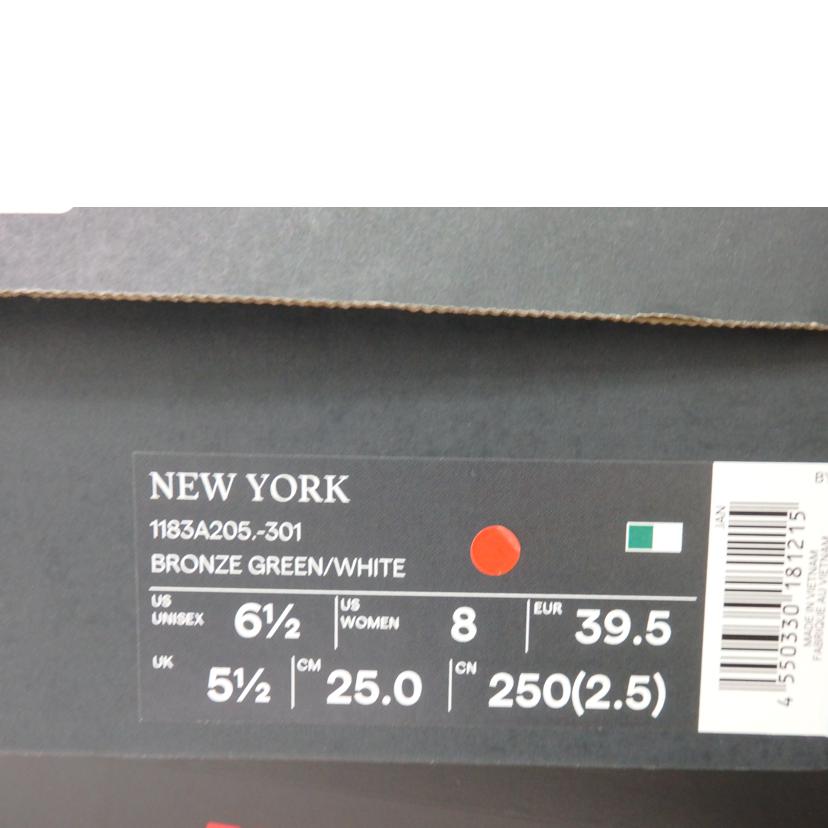 NEW YORK
1183A205.-301
BRONZE GREEN/WHITE
US UNISEX 6½ US WOMEN 8 EUR 39.5
UK 5½ CM 25.0 CN 250(2.5)
JAN
4 550330 181215
MADE IN VIETNAM
FABRIQUE AU VIETNAM